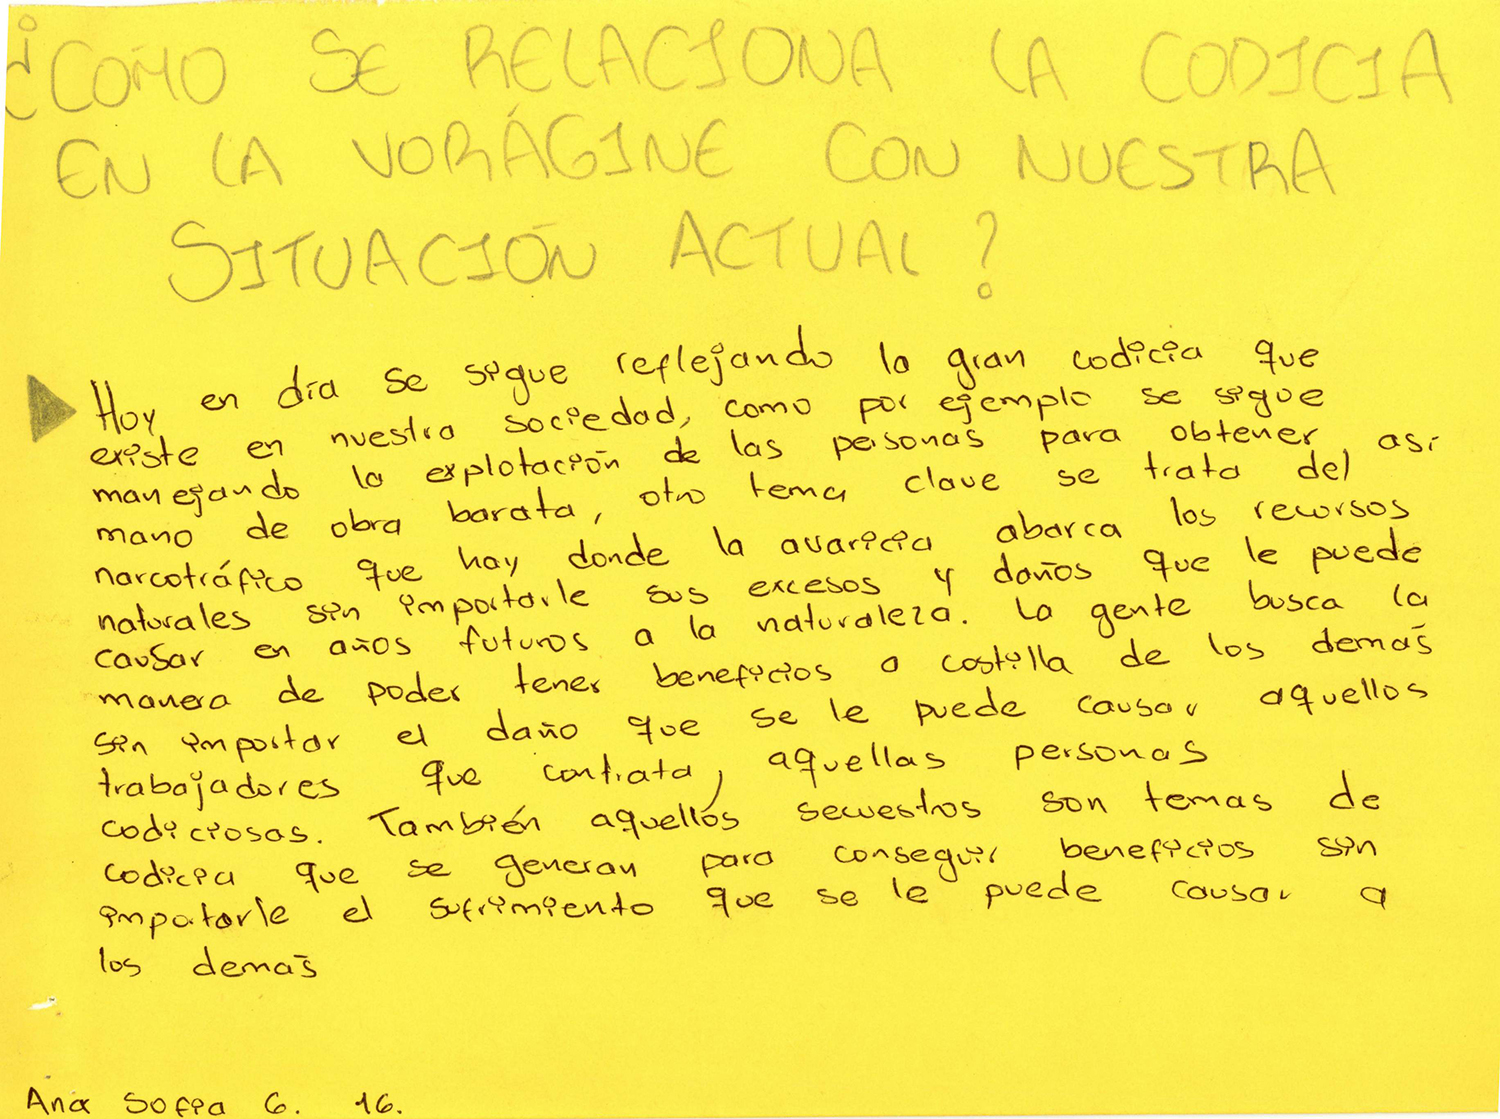 ¿COMO SE RELACIONA LA CODICIA
EN LA VORÁGINE CON NUESTRA
SITUACIÓN ACTUAL?
Hoy en día se sigue reflejando la gran codicia que
existe en nuestra sociedad, como por ejemplo se sigue
manejando la explotación de las personas para obtener así
mano de obra barata, otro tema clave se trata del
narcotráfico que hay donde la avaricia abarca los recursos
naturales sin importarle sus excesos y daños que le puede
causar en años futuros a la naturaleza. La gente busca la
manera de poder tener beneficios a costilla de los demás
sin importar el daño que se le puede causar aquellos
trabajadores que contrata, aquellas personas
codiciosas. También aquellos secuestros son temas de
codicia que se generan para conseguir beneficios sin
importarle el sufrimiento que se le puede causar a
los demás
Ana Sofia G. 16.